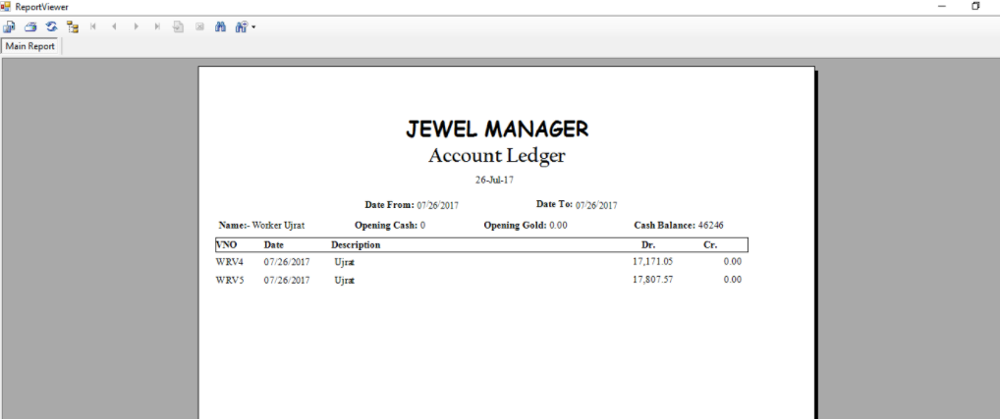 ReportViewer
Main Report
JEWEL MANAGER
Account Ledger
26-Jul-17
Date From: 07/26/2017 Date To: 07/26/2017
Name:- Worker Ujrat Opening Cash: 0 Opening Gold: 0.00 Cash Balance: 46246
VNO Date Description Dr. Cr.
WRV4 07/26/2017 Ujrat 17,171.05 0.00
WRV5 07/26/2017 Ujrat 17,807.57 0.00